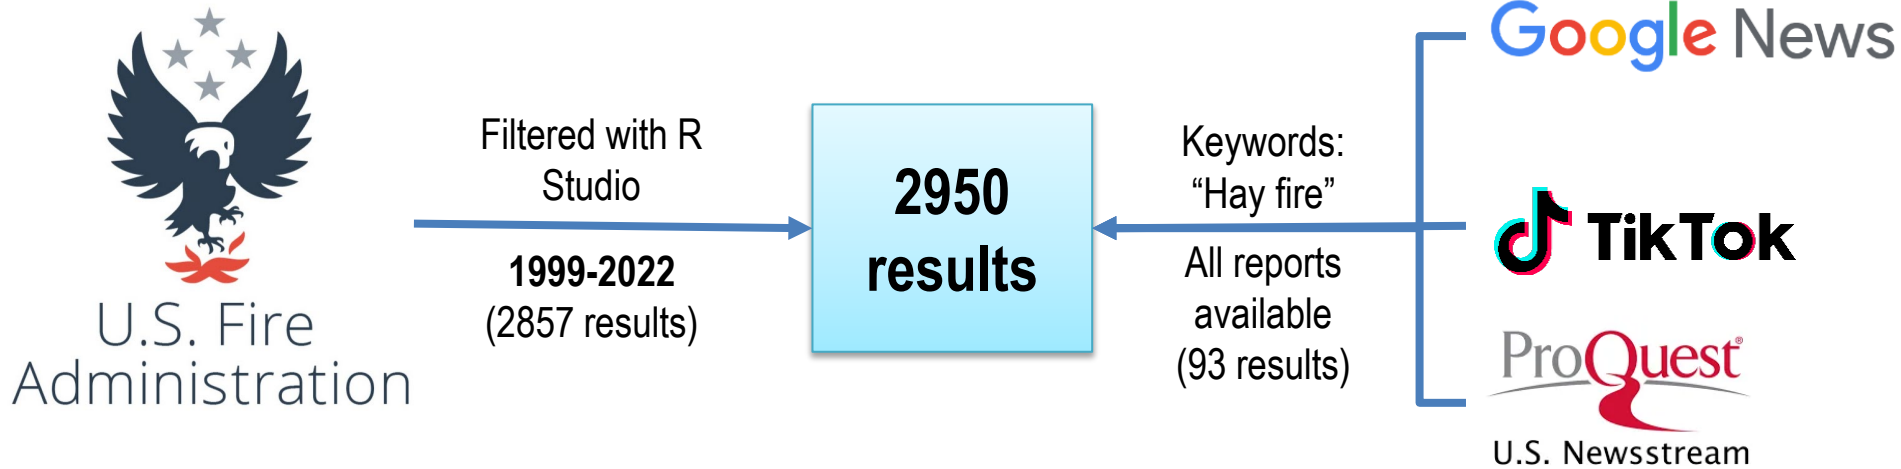 U.S. Fire
Administration
Filtered with R
Studio
1999-2022
(2857 results)
2950
results
Keywords:
“Hay fire”
All reports
available
(93 results)
Google News
TikTok
ProQuest®
U.S. Newsstream